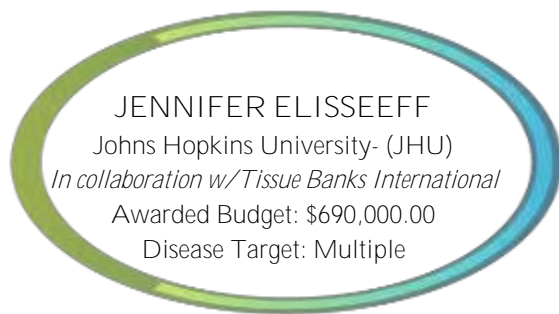 JENNIFER ELISSEEFF
Johns Hopkins University- (JHU)
In collaboration w/Tissue Banks International
Awarded Budget: $690,000.00
Disease Target: Multiple